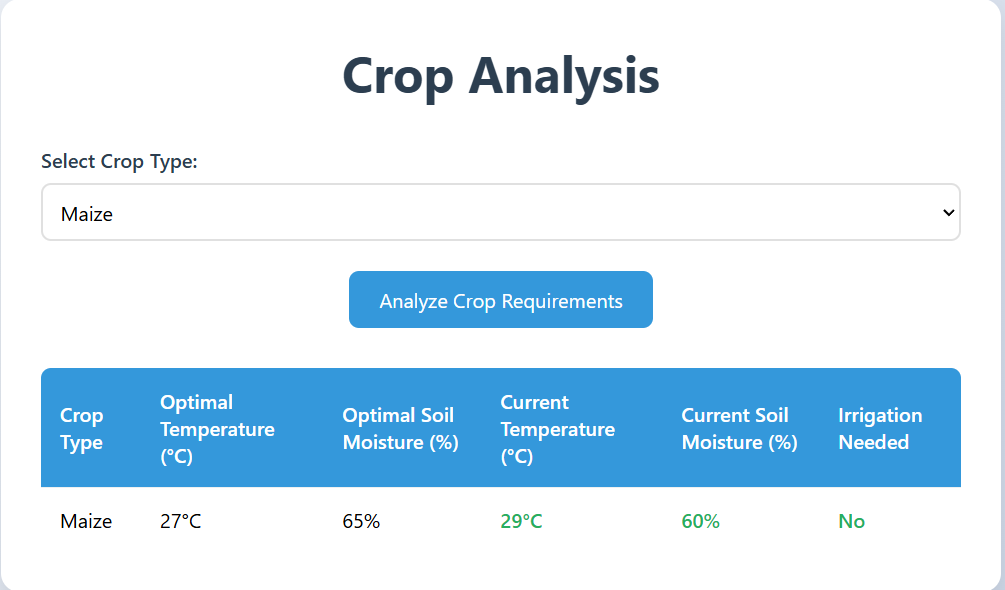 Crop Analysis
Select Crop Type:
Maize
Analyze Crop Requirements
Crop Type Optimal Temperature (°C) Optimal Soil Moisture (%) Current Temperature (°C) Current Soil Moisture (%) Irrigation Needed
Maize 27°C 65% 29°C 60% No